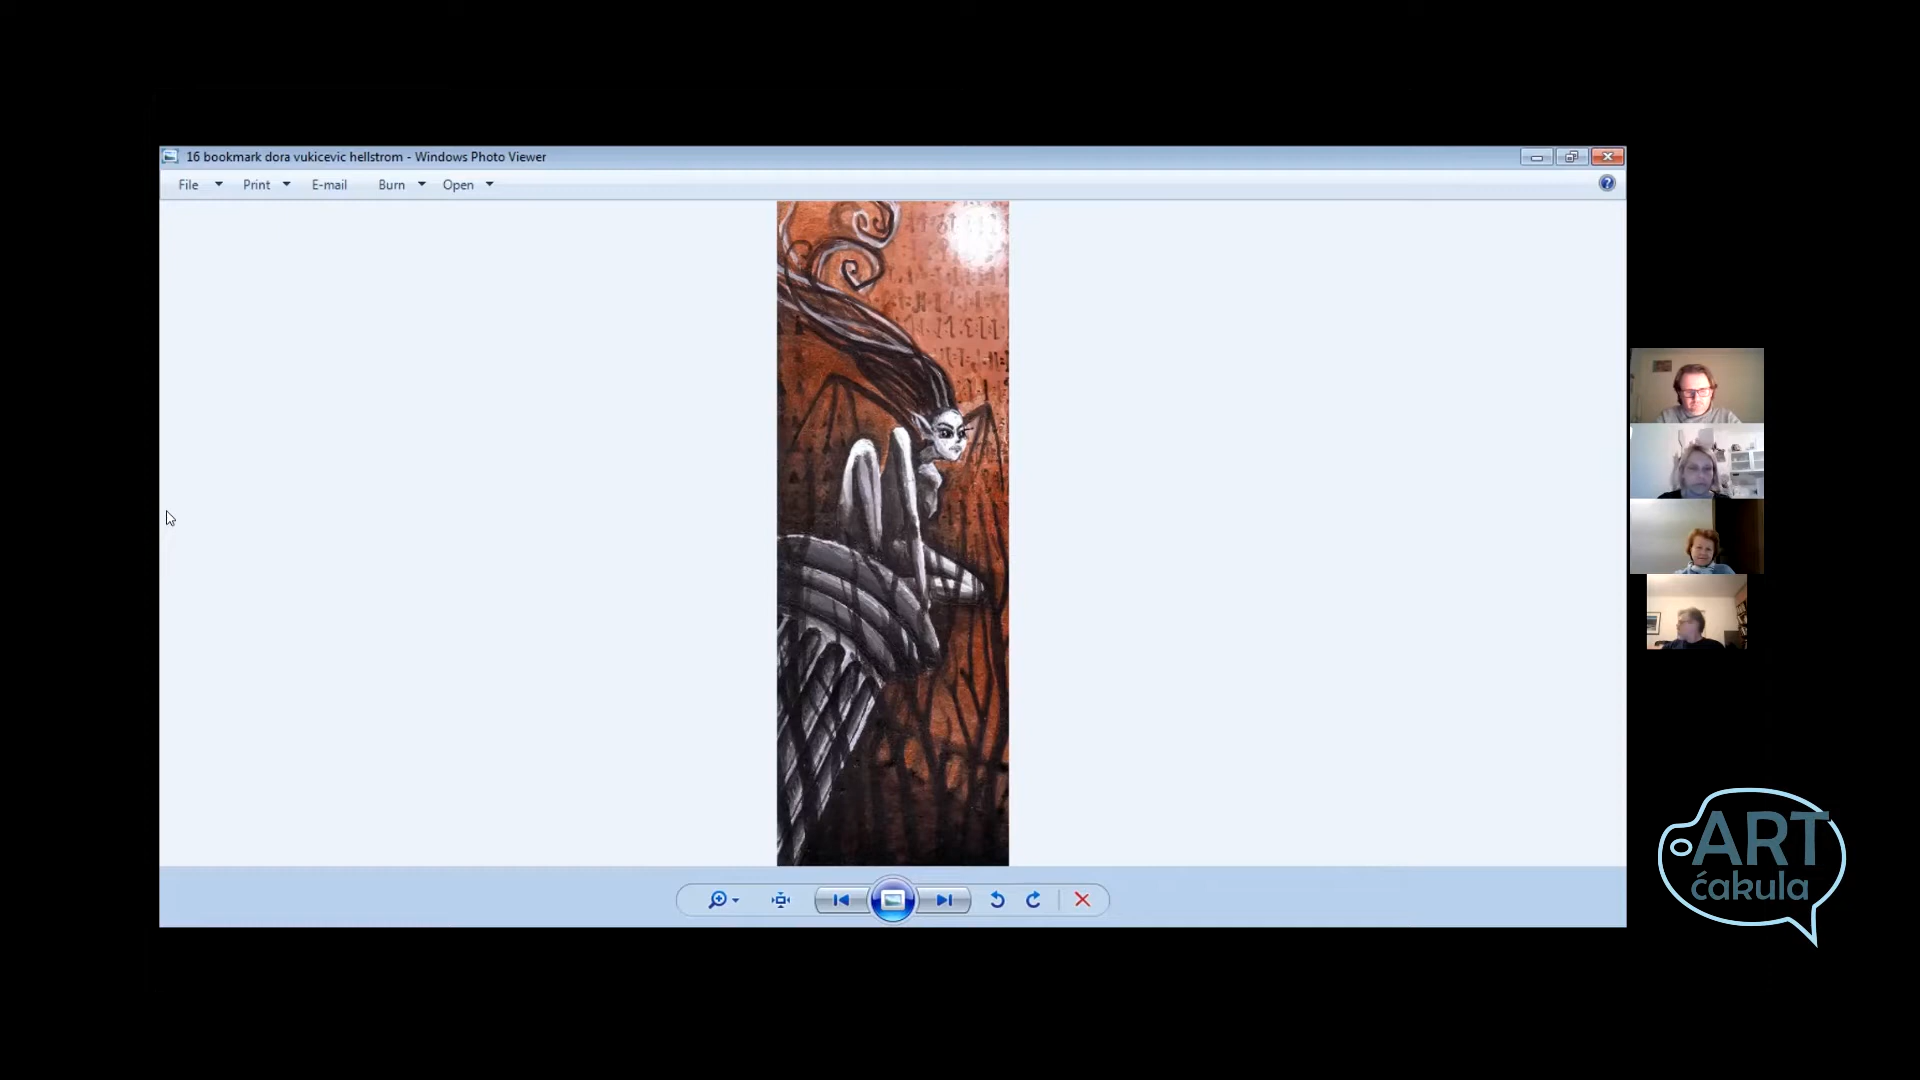 16 bookmark dora vukicevic hellstrom - Windows Photo Viewer
File Print E-mail Burn Open
ART
ćakula